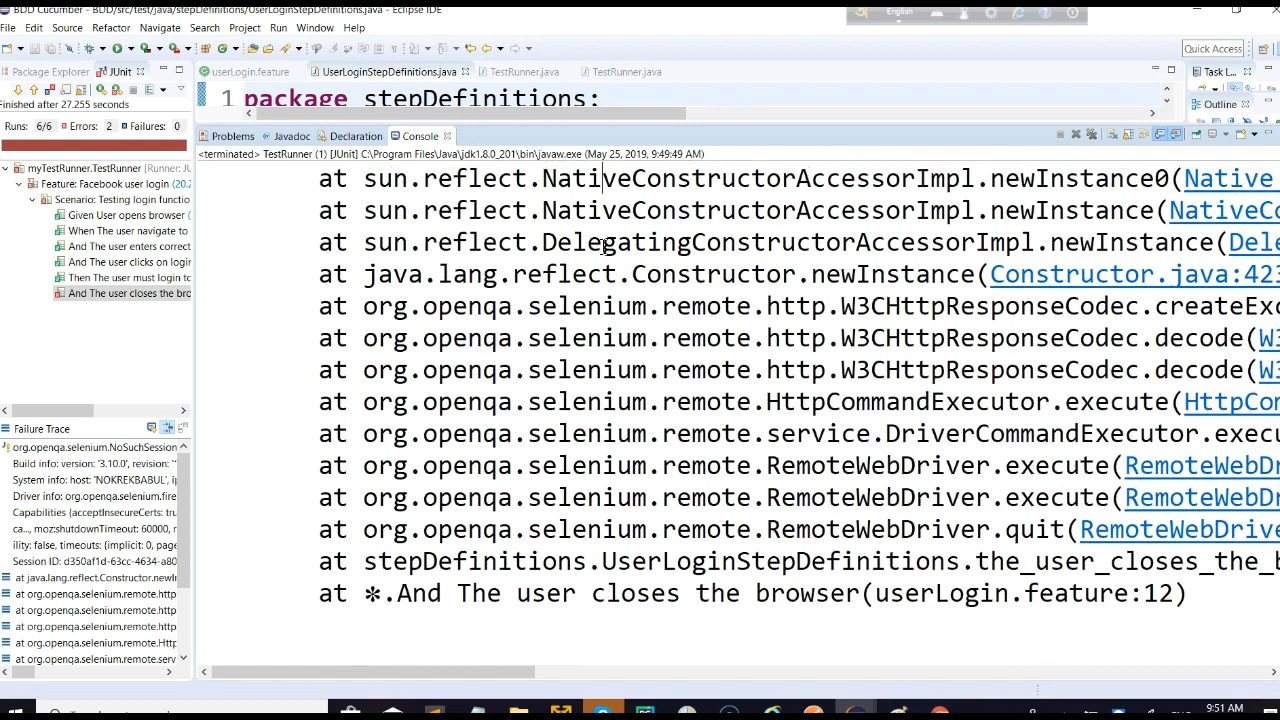 BDD Cucumber - BDD/src/test/java/stepDefinitions/UserLoginStepDefinitions.java - Eclipse IDE
English
File Edit Source Refactor Navigate Search Project Run Window Help
Quick Access
Package Explorer JUnit
userLogin.feature UserLoginStepDefinitions.java TestRunner.java TestRunner.java
Task L
Finished after 27.255 seconds
1 package stepDefinitions;
Outline
Runs: 6/6 Errors: 2 Failures: 0
Problems Javadoc Declaration Console
<terminated> TestRunner (1) [JUnit] C:\Program Files\Java\jdk1.8.0_201\bin\javaw.exe (May 25, 2019, 9:49:49 AM)
myTestRunner.TestRunner [Runner: JU
Feature: Facebook user login (20.2
Scenario: Testing login functio
Given User opens browser (
When The user navigate to
And The user enters correct
And The user clicks on login
Then The user must login to
And The user closes the bro
at sun.reflect.NativeConstructorAccessorImpl.newInstance0(Native
at sun.reflect.NativeConstructorAccessorImpl.newInstance(NativeCo
at sun.reflect.DelegatingConstructorAccessorImpl.newInstance(Dele
at java.lang.reflect.Constructor.newInstance(Constructor.java:423
at org.openqa.selenium.remote.http.W3CHttpResponseCodec.createExc
at org.openqa.selenium.remote.http.W3CHttpResponseCodec.decode(W3
at org.openqa.selenium.remote.http.W3CHttpResponseCodec.decode(W3
at org.openqa.selenium.remote.HttpCommandExecutor.execute(HttpCom
at org.openqa.selenium.remote.service.DriverCommandExecutor.execu
at org.openqa.selenium.remote.RemoteWebDriver.execute(RemoteWebDr
at org.openqa.selenium.remote.RemoteWebDriver.execute(RemoteWebDr
at org.openqa.selenium.remote.RemoteWebDriver.quit(RemoteWebDrive
at stepDefinitions.UserLoginStepDefinitions.the_user_closes_the_b
at ✽.And The user closes the browser(userLogin.feature:12)
Failure Trace
org.openqa.selenium.NoSuchSession
Build info: version: '3.10.0', revision: '
System info: host: 'NOKREKBABUL', ip
Driver info: org.openqa.selenium.fire
Capabilities {acceptInsecureCerts: tru
ca..., moz:shutdownTimeout: 60000,
ility: false, timeouts: {implicit: 0, page
Session ID: d350af1d-63cc-4634-a80
at java.lang.reflect.Constructor.newIn
at org.openqa.selenium.remote.http
at org.openqa.selenium.remote.http
at org.openqa.selenium.remote.http
at org.openqa.selenium.remote.Http
at org.openqa.selenium.remote.serv
ENG 9:51 AM